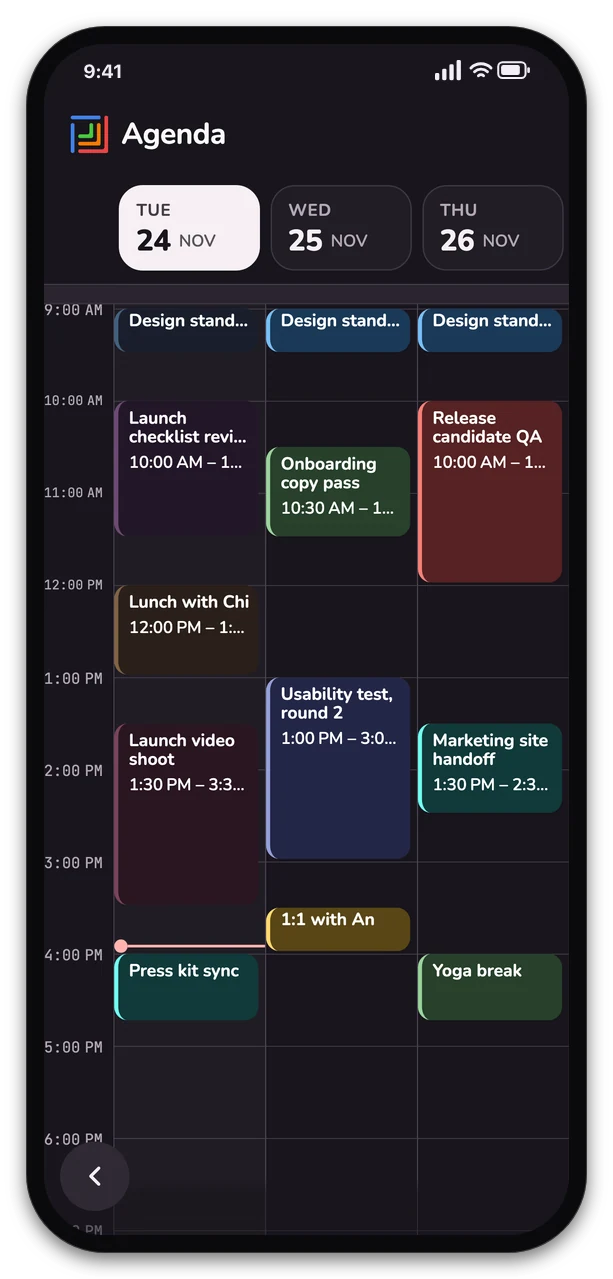 9:41
Agenda
TUE
24 NOV
WED
25 NOV
THU
26 NOV
9:00 AM
Design stand...
Design stand...
Design stand...
10:00 AM
Launch
checklist revi...
10:00 AM – 1...
Release
candidate QA
10:00 AM – 1...
Onboarding
copy pass
10:30 AM – 1...
11:00 AM
12:00 PM
Lunch with Chi
12:00 PM – 1:...
1:00 PM
Usability test,
round 2
1:00 PM – 3:0...
Launch video
shoot
1:30 PM – 3:3...
Marketing site
handoff
1:30 PM – 2:3...
2:00 PM
3:00 PM
1:1 with An
4:00 PM
Press kit sync
Yoga break
5:00 PM
6:00 PM
PM